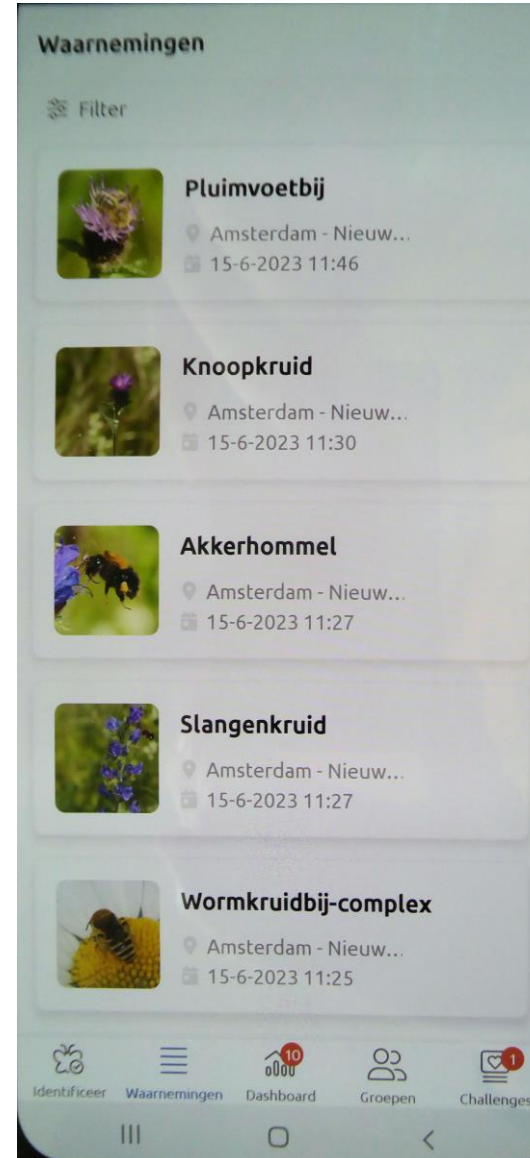 Waarnemingen
Filter
Pluimvoetbij
Amsterdam - Nieuw...
15-6-2023 11:46
Knoopkruid
Amsterdam - Nieuw...
15-6-2023 11:30
Akkerhommel
Amsterdam - Nieuw...
15-6-2023 11:27
Slangenkruid
Amsterdam - Nieuw...
15-6-2023 11:27
Wormkruidbij-complex
Amsterdam - Nieuw...
15-6-2023 11:25
10 1
Identificeer Waarnemingen Dashboard Groepen Challenges